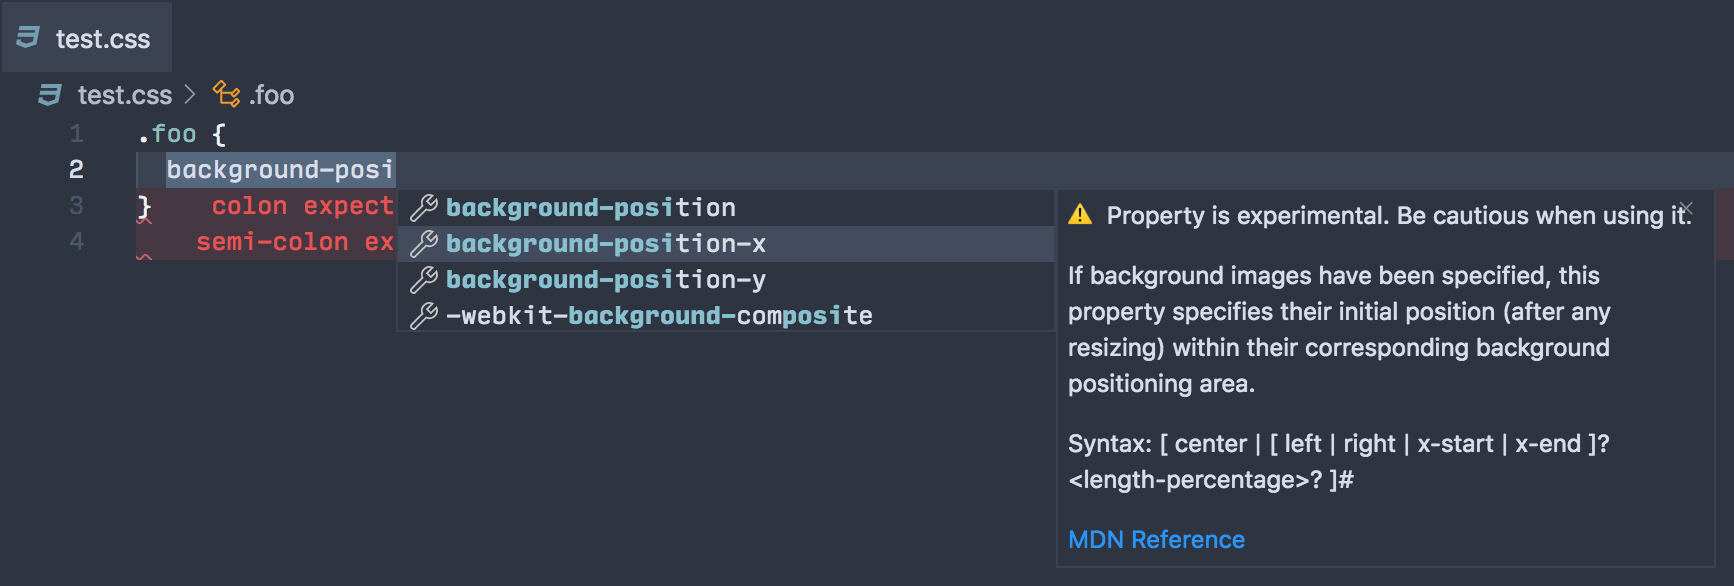 test.css
test.css > .foo
1 .foo {
2 background-posi
3 } colon expect
4 semi-colon ex
background-position
background-position-x
background-position-y
-webkit-background-composite
⚠️ Property is experimental. Be cautious when using it.
If background images have been specified, this
property specifies their initial position (after any
resizing) within their corresponding background
positioning area.
Syntax: [ center | [ left | right | x-start | x-end ]?
<length-percentage>? ]#
MDN Reference